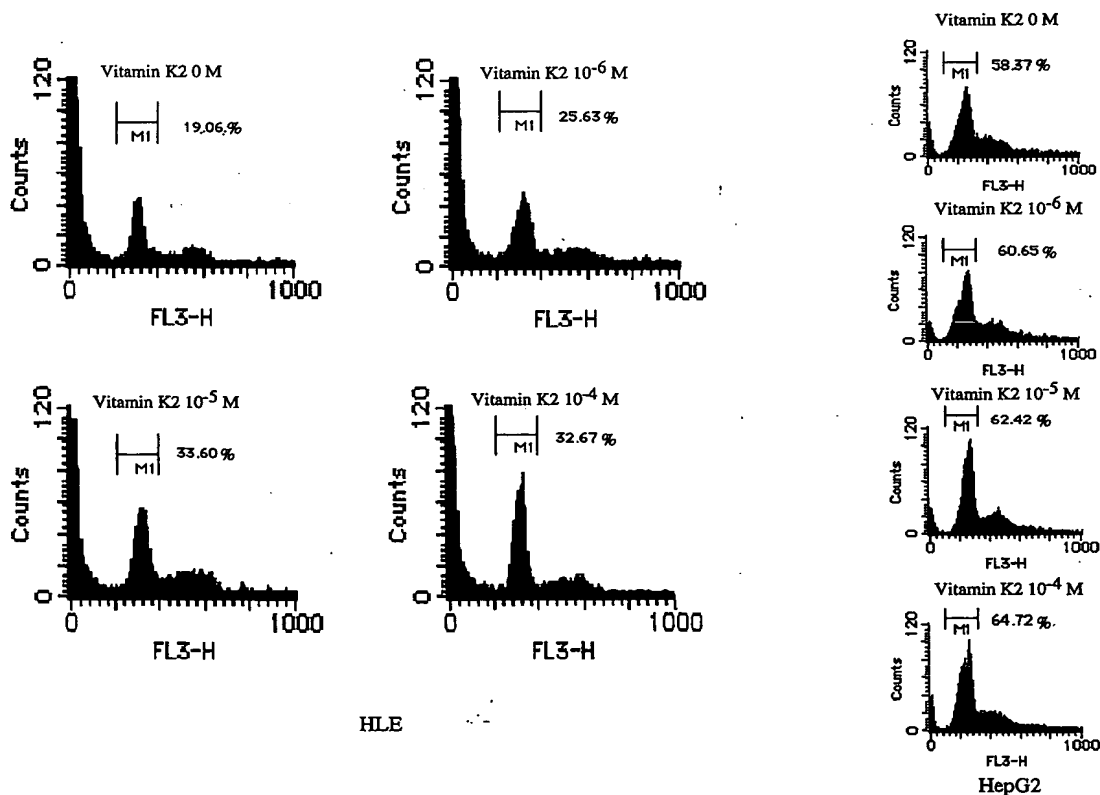 Vitamin K2 0 M
120
M1
19.06.%
Counts
0
0
1000
FL3-H
Vitamin K2 10⁻⁶ M
120
M1
25.63 %
Counts
0
0
1000
FL3-H
Vitamin K2 10⁻⁵ M
120
M1
33.60 %
Counts
0
0
1000
FL3-H
Vitamin K2 10⁻⁴ M
120
M1
32.67 %
Counts
0
0
1000
FL3-H
HLE
Vitamin K2 0 M
120
M1
58.37 %
Counts
0
0
1000
FL3-H
Vitamin K2 10⁻⁶ M
120
M1
60.65 %
Counts
0
0
1000
FL3-H
Vitamin K2 10⁻⁵ M
120
M1
62.42 %
Counts
0
0
1000
FL3-H
Vitamin K2 10⁻⁴ M
120
M1
64.72 %.
Counts
0
0
1000
FL3-H
HepG2